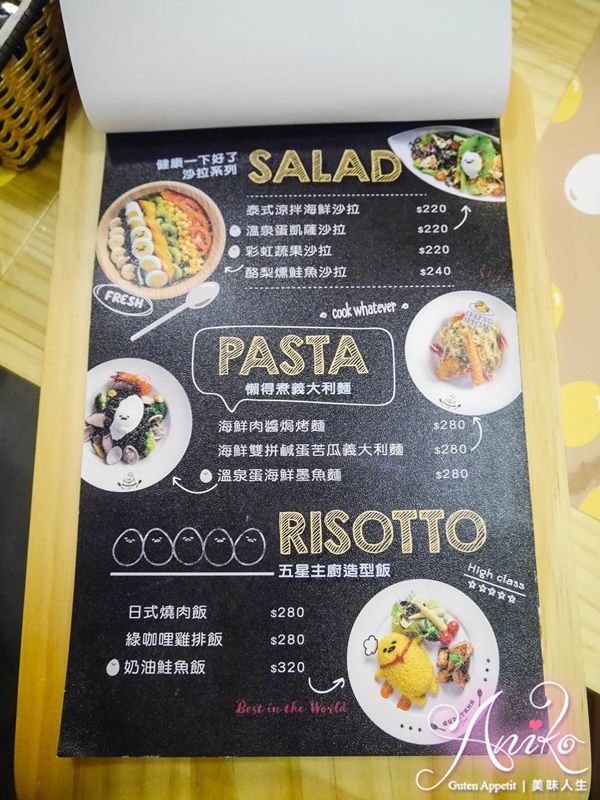 健康一下好了
沙拉系列
SALAD
泰式涼拌海鮮沙拉 $220
溫泉蛋凱薩沙拉 $220
彩虹蔬果沙拉 $220
酪梨燻鮭魚沙拉 $240
FRESH
cook whatever
CHEF'S SPECIAL
PASTA
懶得煮義大利麵
海鮮肉醬焗烤麵 $280
海鮮雙拼鹹蛋苦瓜義大利麵 $280
溫泉蛋海鮮墨魚麵 $280
RISOTTO
五星主廚造型飯
High class
日式燒肉飯 $280
綠咖哩雞排飯 $280
奶油鮭魚飯 $320
Best in the World
GUDETAMA
Aniko
Guten Appetit | 美味人生